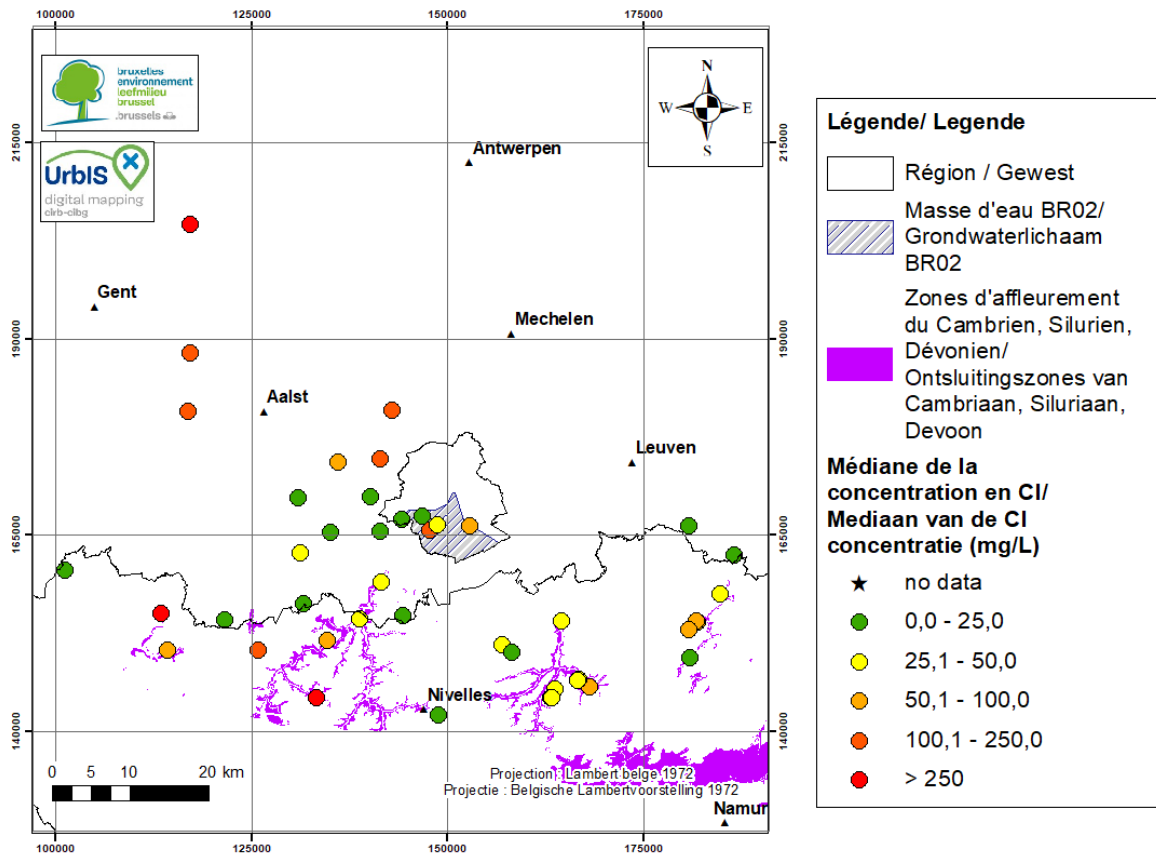 100000
125000
150000
175000
bruxelles
environnement
leefmilieu
brussel
.brussels
UrbIS
digital mapping
cirb-cibg
N
W
E
S
215000
215000
Antwerpen
Gent
Mechelen
190000
190000
Aalst
Leuven
165000
165000
Nivelles
140000
140000
0 5 10 20 km
Projection : Lambert belge 1972
Projectie : Belgische Lambertvoorstelling 1972
Namur
100000
125000
150000
175000
Légende/ Legende
Région / Gewest
Masse d'eau BR02/
Grondwaterlichaam
BR02
Zones d'affleurement
du Cambrien, Silurien,
Dévonien/
Ontsluitingszones van
Cambriaan, Siluriaan,
Devoon
Médiane de la
concentration en Cl/
Mediaan van de Cl
concentratie (mg/L)
no data
0,0 - 25,0
25,1 - 50,0
50,1 - 100,0
100,1 - 250,0
> 250